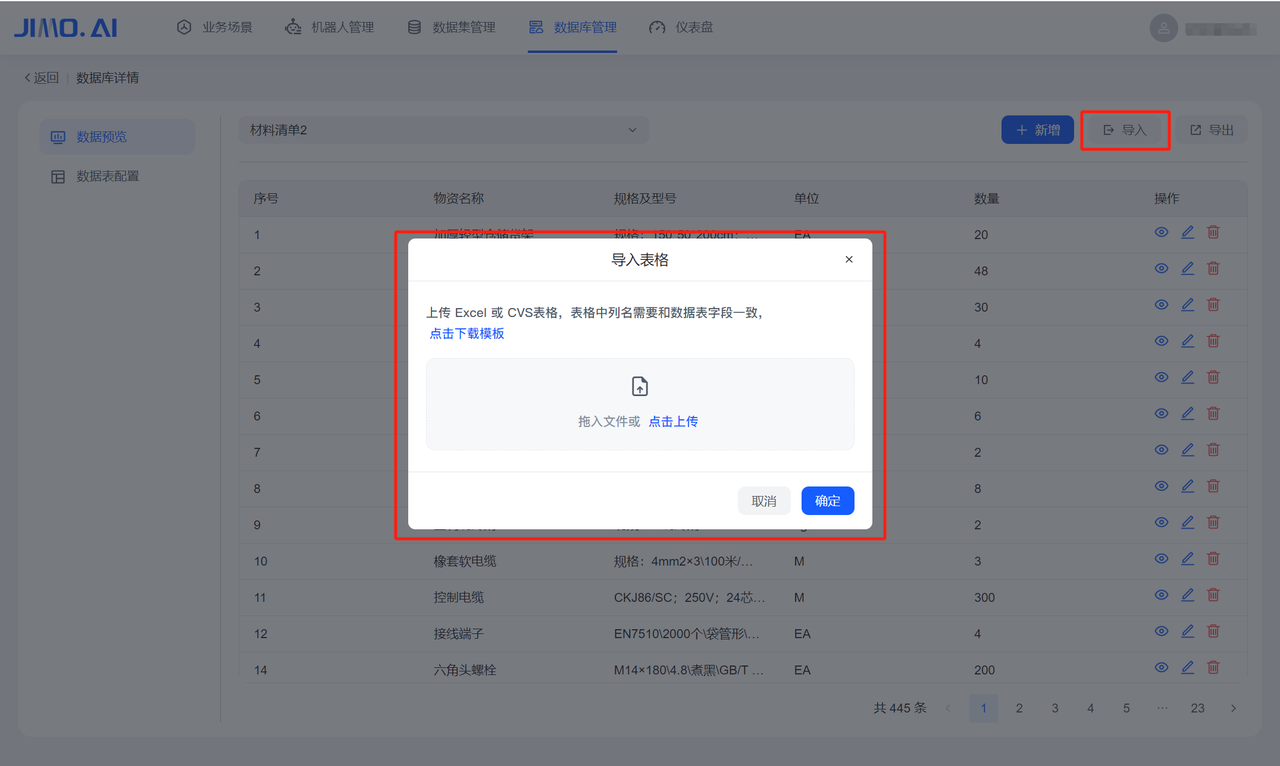 JIMO.AI 业务场景 机器人管理 数据集管理 数据库管理 仪表盘
返回 数据库详情
数据预览
数据表配置
材料清单2 新增 导入 导出
序号 物资名称 规格及型号 单位 数量 操作
1 加厚轻型仓储货架 EA 20
2 48
3 30
4 4
5 10
6 6
7 2
8 8
9 2
导入表格
上传 Excel 或 CVS表格，表格中列名需要和数据表字段一致，
点击下载模板
拖入文件或 点击上传
取消 确定
10 橡套软电缆 规格：4mm2×3\100米/... M 3
11 控制电缆 CKJ86/SC；250V；24芯... M 300
12 接线端子 EN7510\2000个\袋管形\... EA 4
14 六角头螺栓 M14×180\4.8\煮黑\GB/T ... EA 200
共 445 条 1 2 3 4 5 ... 23